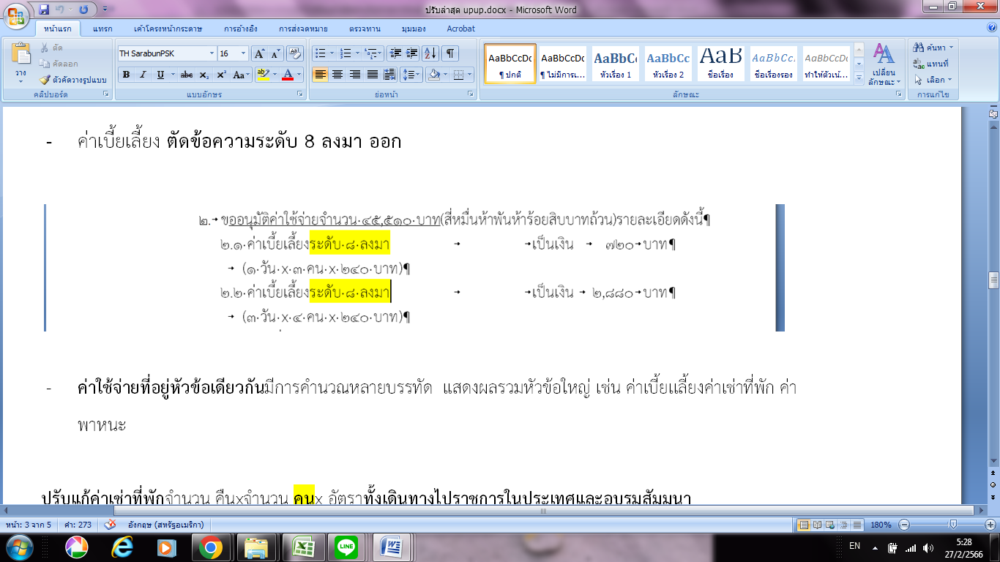 ปรับล่าสุด upup.docx - Microsoft Word
หน้าแรก แทรก เค้าโครงหน้ากระดาษ การอ้างอิง การส่งจดหมาย ตรวจทาน มุมมอง Acrobat
วาง
ตัด
คัดลอก
ตัวคัดวางรูปแบบ
คลิปบอร์ด
TH SarabunPSK 16
แบบอักษร
ย่อหน้า
AaBbCcDc AaBbCcDc AaBbC AaBbCc AaB AaBbCc. AaBbCcDc
¶ ปกติ ¶ ไม่มีการเ... หัวเรื่อง 1 หัวเรื่อง 2 ชื่อเรื่อง ชื่อเรื่องรอง ทำให้ตัวเน้...
เปลี่ยน
ลักษณะ
ลักษณะ
ค้นหา
แทนที่
เลือก
การแก้ไข
- ค่าเบี้ยเลี้ยง ตัดข้อความระดับ 8 ลงมา ออก
๒.→ ขออนุมัติค่าใช้จ่ายจำนวน·๔๕,๕๑๐·บาท(สี่หมื่นห้าพันห้าร้อยสิบบาทถ้วน)รายละเอียดดังนี้¶
๒.๑·ค่าเบี้ยเลี้ยงระดับ·๘·ลงมา → →เป็นเงิน → ๗๒๐→บาท¶
→ (๑·วัน·x·๓·คน·x·๒๔๐·บาท)¶
๒.๒·ค่าเบี้ยเลี้ยงระดับ·๘·ลงมา → →เป็นเงิน → ๒,๘๘๐→บาท¶
→ (๓·วัน·x·๔·คน·x·๒๔๐·บาท)¶
- ค่าใช้จ่ายที่อยู่หัวข้อเดียวกันมีการคำนวณหลายบรรทัด แสดงผลรวมหัวข้อใหญ่ เช่น ค่าเบี้ยแลี้ยงค่าเช่าที่พัก ค่า
พาหนะ
ปรับแก้ค่าเช่าที่พักจำนวน คืนxจำนวน คนx อัตราทั้งเดินทางไปราชการในประเทศและอบรมสัมมนา
หน้า: 3 จาก 5 คำ: 273 อังกฤษ (สหรัฐอเมริกา) 180%
EN 5:28
27/2/2566